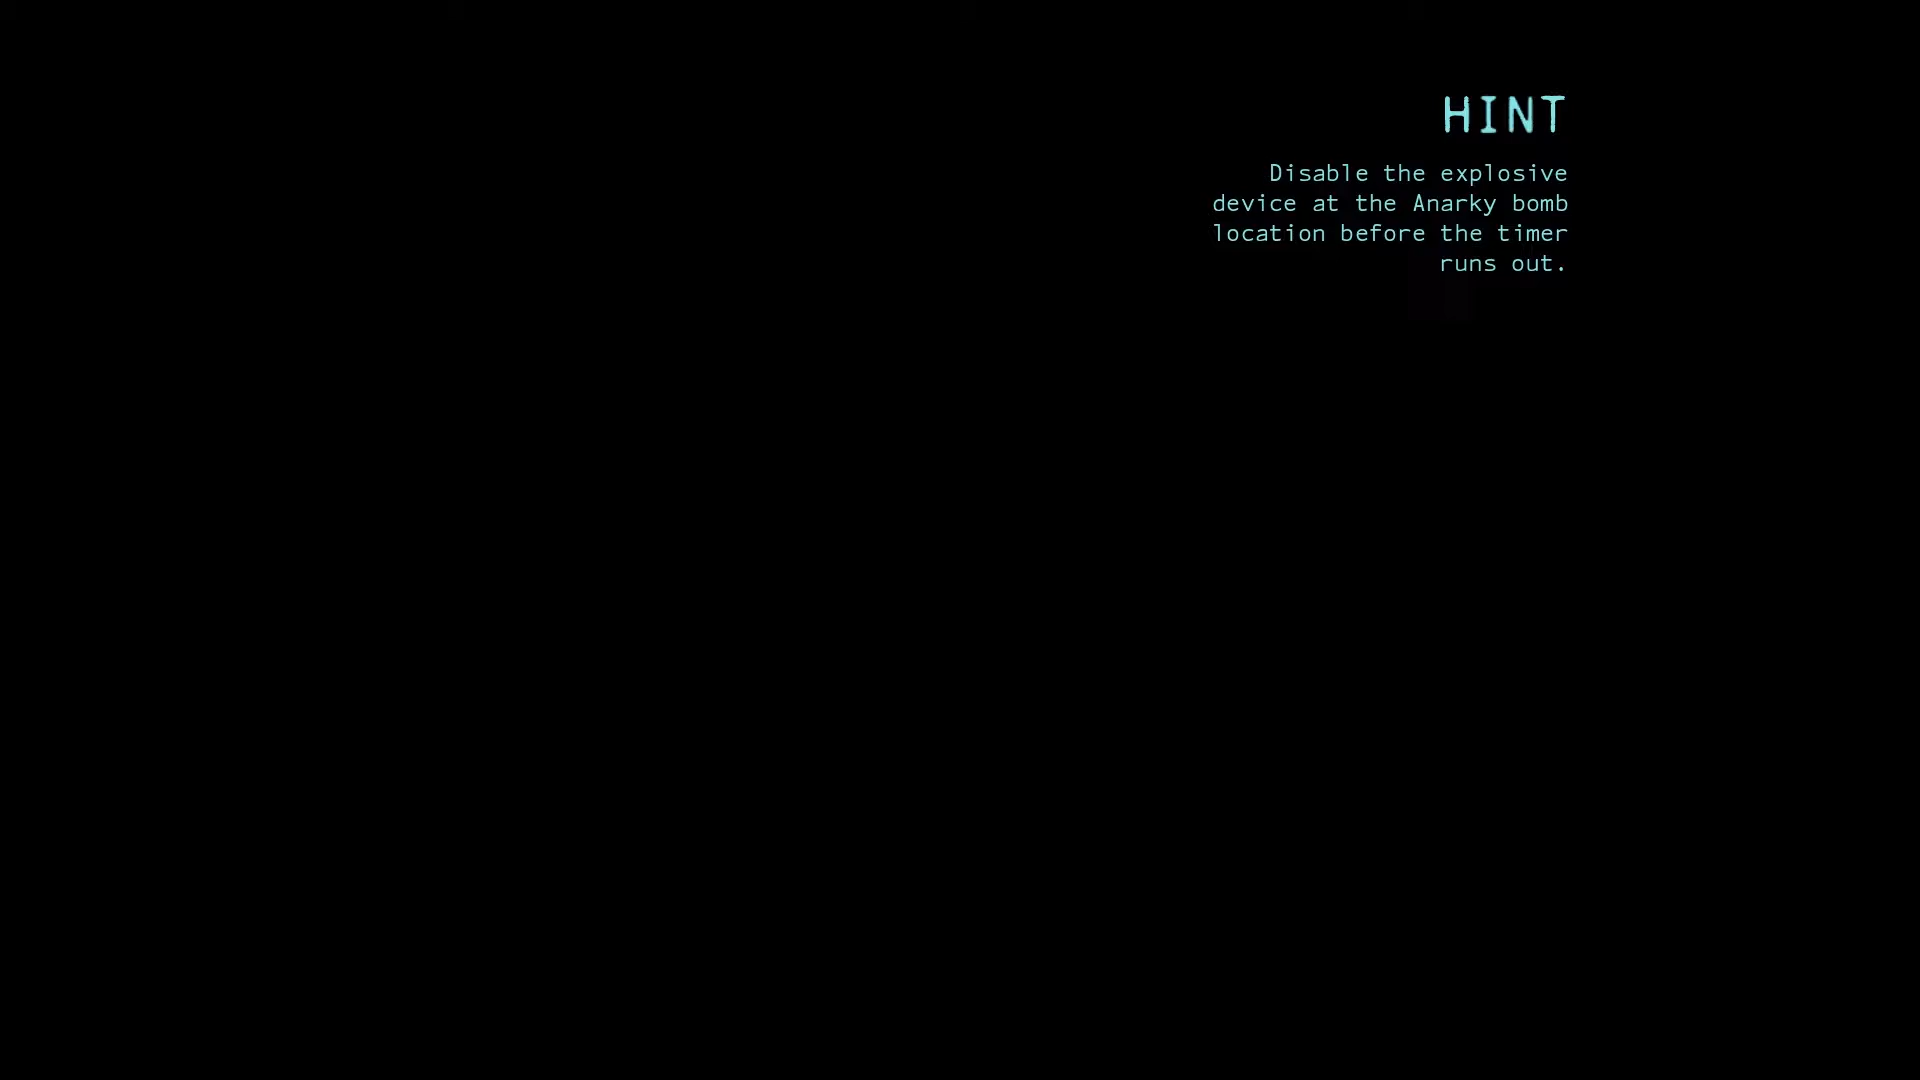 HINT
Disable the explosive
device at the Anarky bomb
location before the timer
runs out.